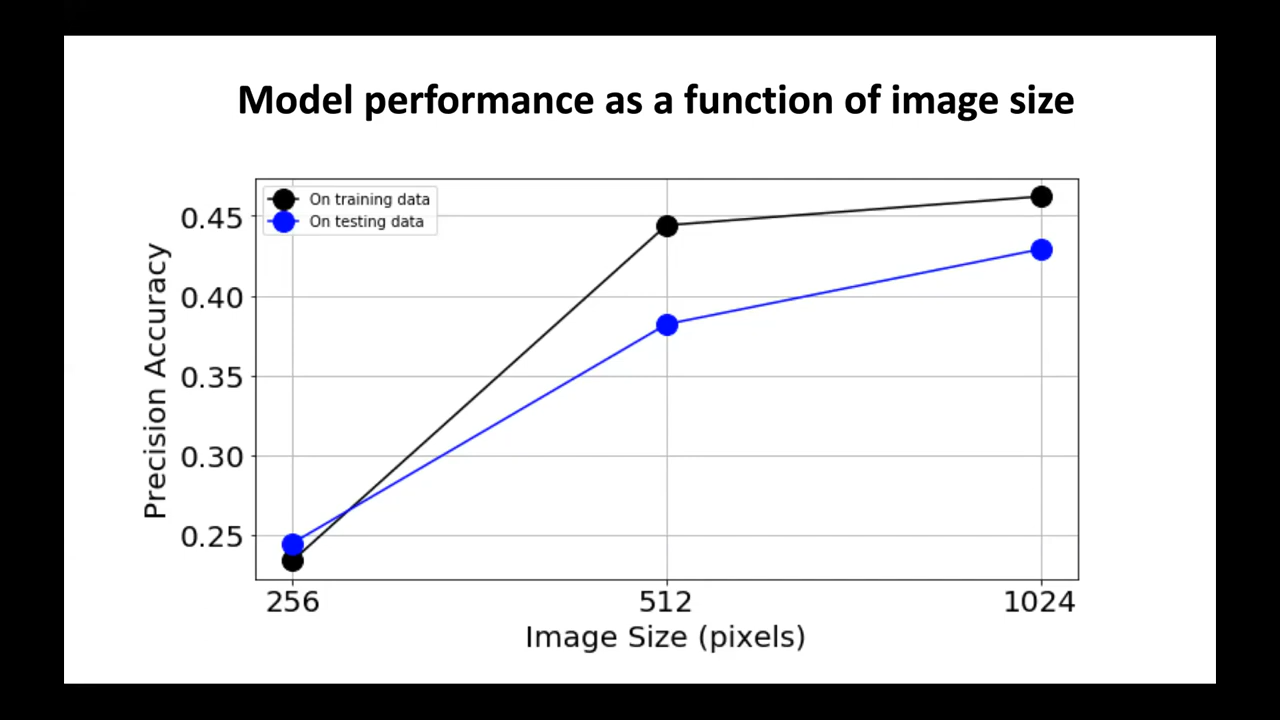 Model performance as a function of image size
On training data
On testing data
0.45
0.40
0.35
0.30
0.25
Precision Accuracy
256 512 1024
Image Size (pixels)